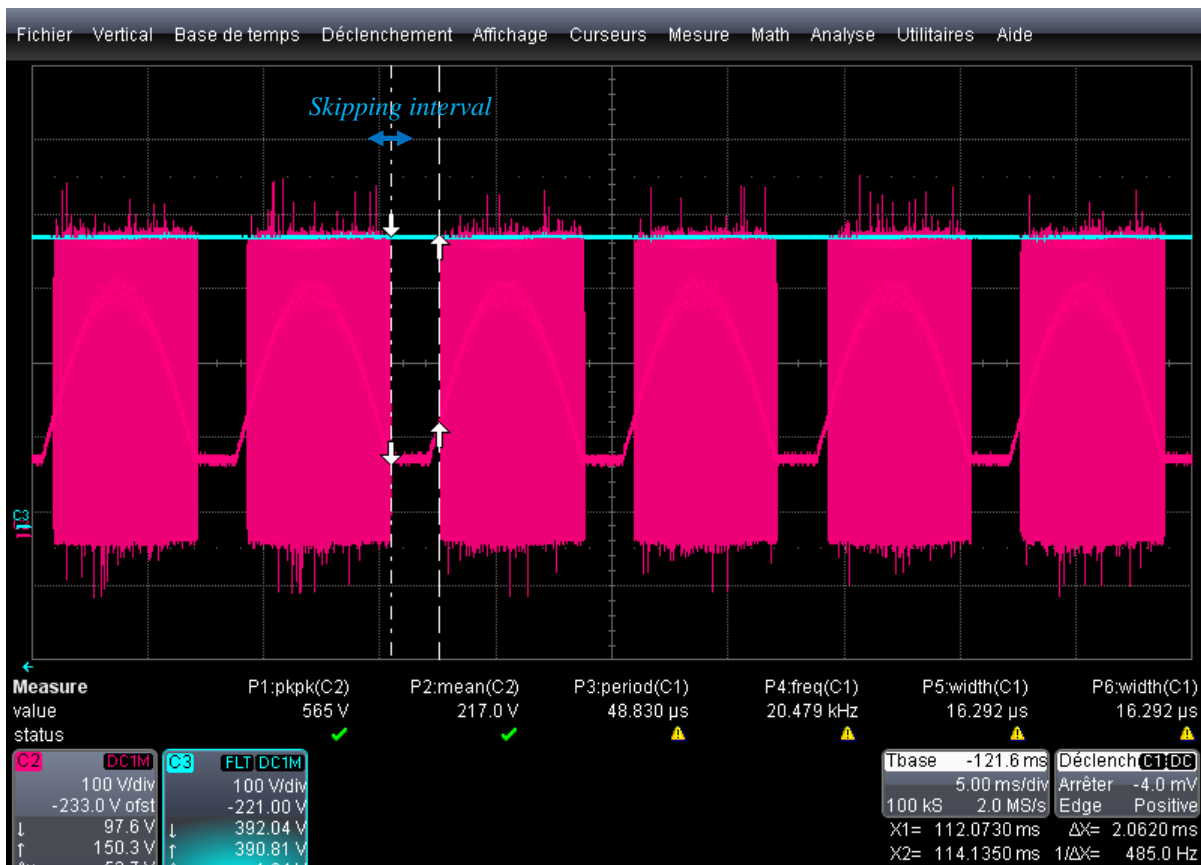 Fichier Vertical Base de temps Déclenchement Affichage Curseurs Mesure Math Analyse Utilitaires Aide
Skipping interval
C3
Measure P1:pkpk(C2) P2:mean(C2) P3:period(C1) P4:freq(C1) P5:width(C1) P6:width(C1)
value 565 V 217.0 V 48.830 µs 20.479 kHz 16.292 µs 16.292 µs
status
C2 DC1M C3 FLT DC1M Tbase -121.6 ms Déclench C1 DC
100 V/div 100 V/div 5.00 ms/div Arrêter -4.0 mV
-233.0 V ofst -221.00 V 100 kS 2.0 MS/s Edge Positive
97.6 V 392.04 V X1= 112.0730 ms ΔX= 2.0620 ms
150.3 V 390.81 V X2= 114.1350 ms 1/ΔX= 485.0 Hz